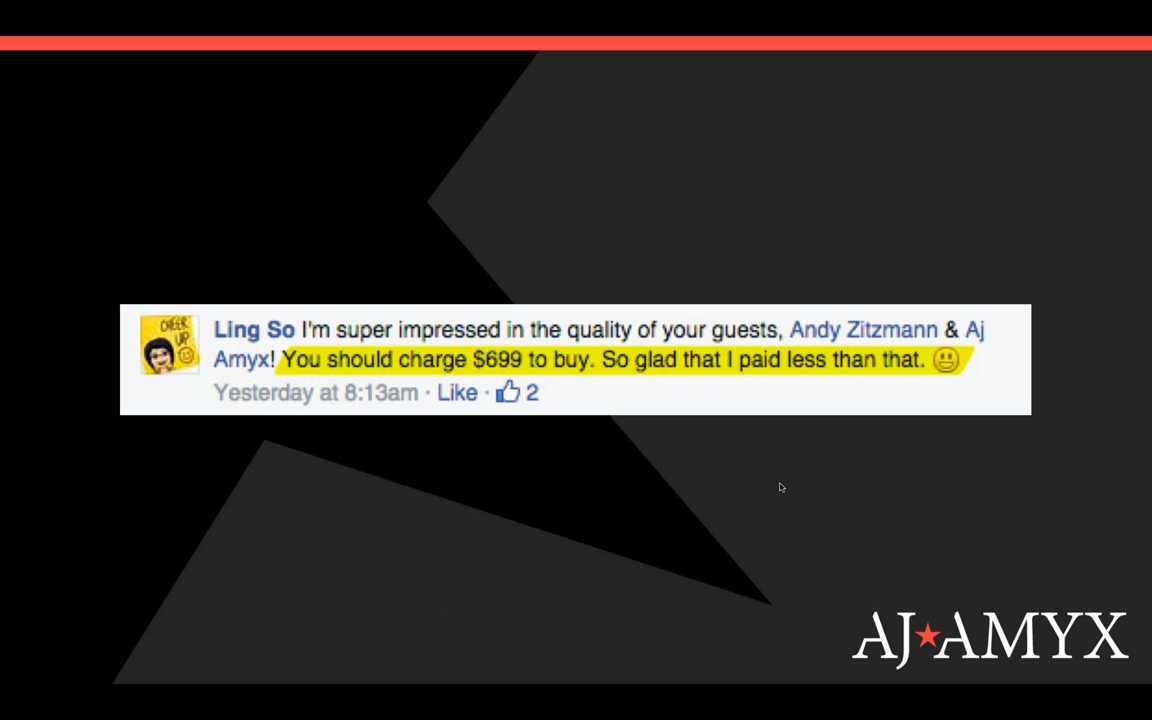 CHEER
UP
Ling So I'm super impressed in the quality of your guests, Andy Zitzmann & Aj
Amyx! You should charge $699 to buy. So glad that I paid less than that. 😃
Yesterday at 8:13am · Like · 👍 2
AJ★AMYX